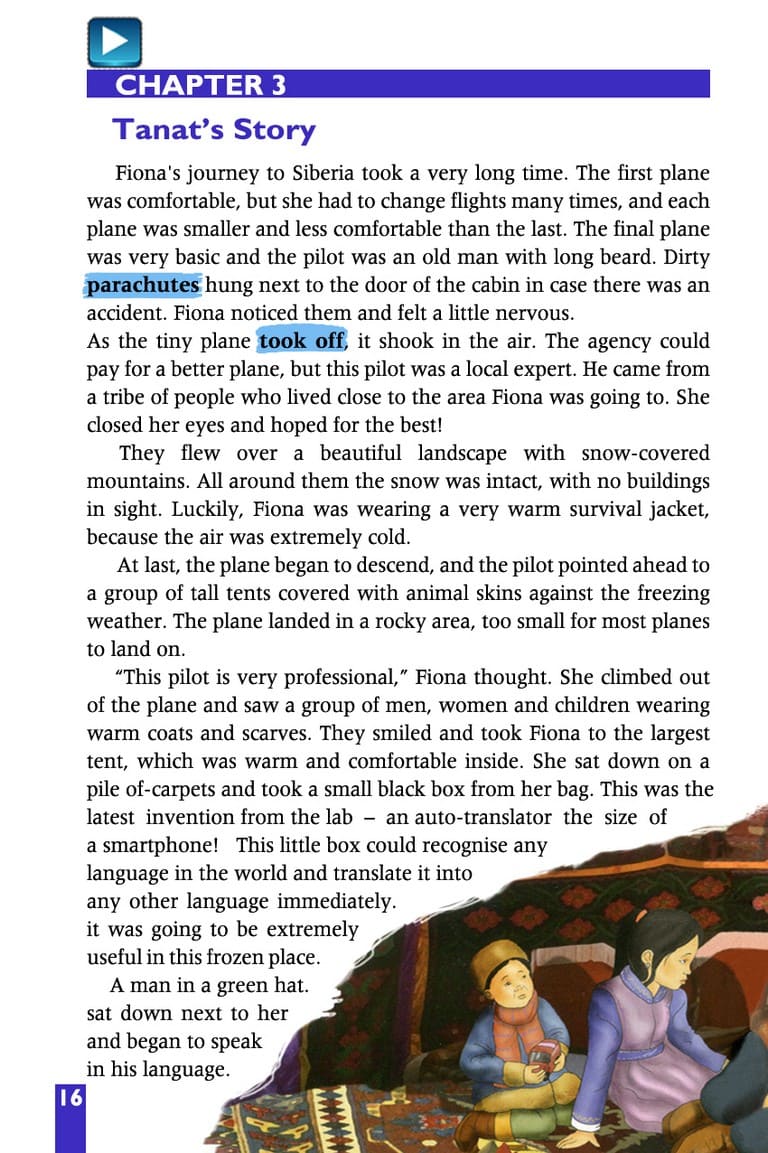 CHAPTER 3
Tanat's Story
Fiona's journey to Siberia took a very long time. The first plane
was comfortable, but she had to change flights many times, and each
plane was smaller and less comfortable than the last. The final plane
was very basic and the pilot was an old man with long beard. Dirty
parachutes hung next to the door of the cabin in case there was an
accident. Fiona noticed them and felt a little nervous.
As the tiny plane took off, it shook in the air. The agency could
pay for a better plane, but this pilot was a local expert. He came from
a tribe of people who lived close to the area Fiona was going to. She
closed her eyes and hoped for the best!
They flew over a beautiful landscape with snow-covered
mountains. All around them the snow was intact, with no buildings
in sight. Luckily, Fiona was wearing a very warm survival jacket,
because the air was extremely cold.
At last, the plane began to descend, and the pilot pointed ahead to
a group of tall tents covered with animal skins against the freezing
weather. The plane landed in a rocky area, too small for most planes
to land on.
“This pilot is very professional,” Fiona thought. She climbed out
of the plane and saw a group of men, women and children wearing
warm coats and scarves. They smiled and took Fiona to the largest
tent, which was warm and comfortable inside. She sat down on a
pile of-carpets and took a small black box from her bag. This was the
latest invention from the lab – an auto-translator the size of
a smartphone! This little box could recognise any
language in the world and translate it into
any other language immediately.
it was going to be extremely
useful in this frozen place.
A man in a green hat.
sat down next to her
and began to speak
in his language.
16